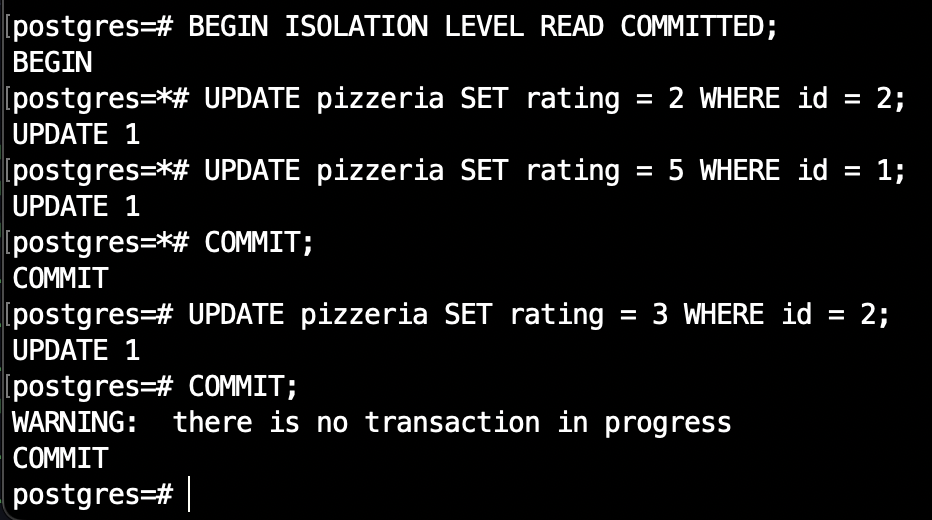 [postgres=# BEGIN ISOLATION LEVEL READ COMMITTED;
BEGIN
[postgres=*# UPDATE pizzeria SET rating = 2 WHERE id = 2;
UPDATE 1
[postgres=*# UPDATE pizzeria SET rating = 5 WHERE id = 1;
UPDATE 1
[postgres=*# COMMIT;
COMMIT
[postgres=# UPDATE pizzeria SET rating = 3 WHERE id = 2;
UPDATE 1
[postgres=# COMMIT;
WARNING:  there is no transaction in progress
COMMIT
postgres=#